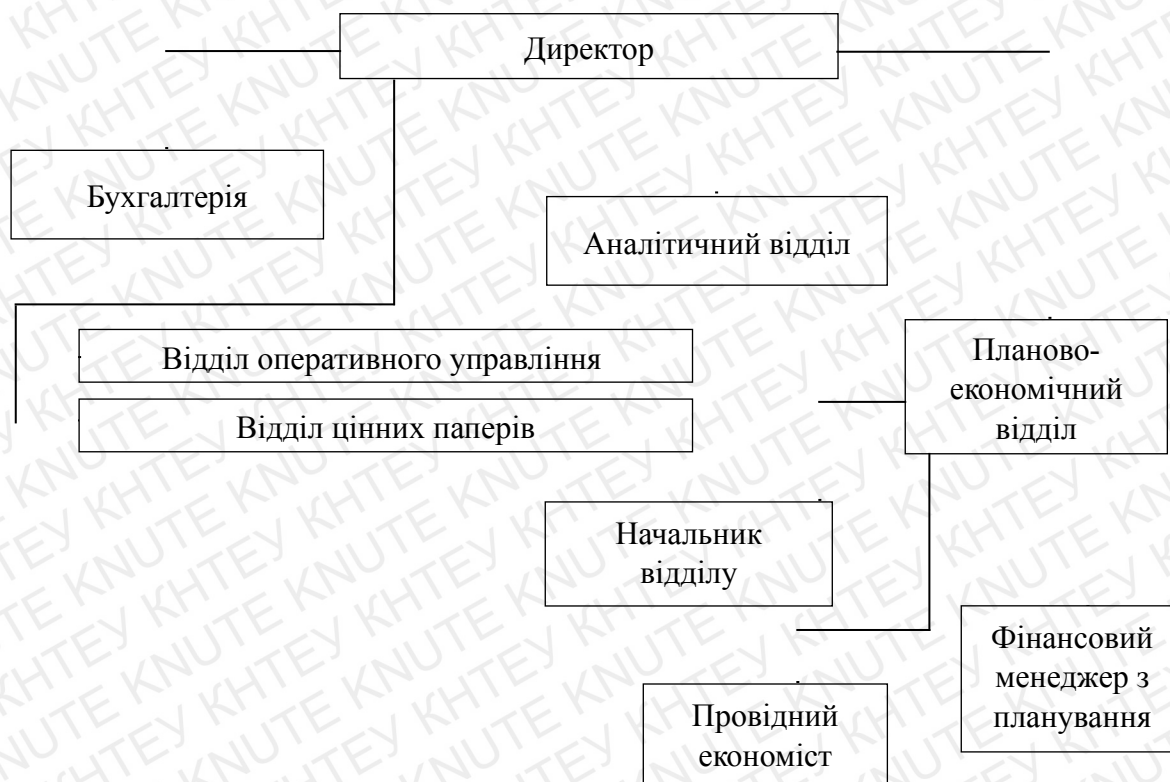 Директор
Бухгалтерія
Аналітичний відділ
Відділ оперативного управління
Планово-
економічний
відділ
Відділ цінних паперів
Начальник
відділу
Фінансовий
менеджер з
планування
Провідний
економіст